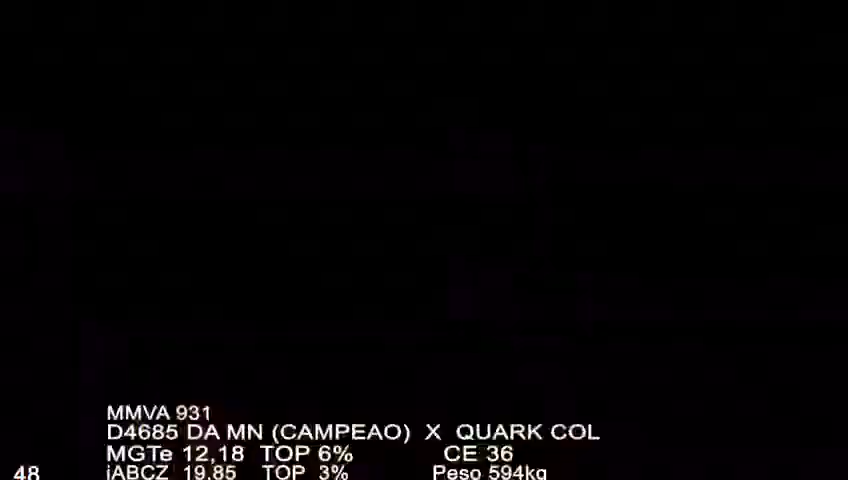 MMVA 931
D4685 DA MN (CAMPEAO) X QUARK COL
MGTe 12,18 TOP 6% CE 36
48 iABCZ 19,85 TOP 3% Peso 594kg